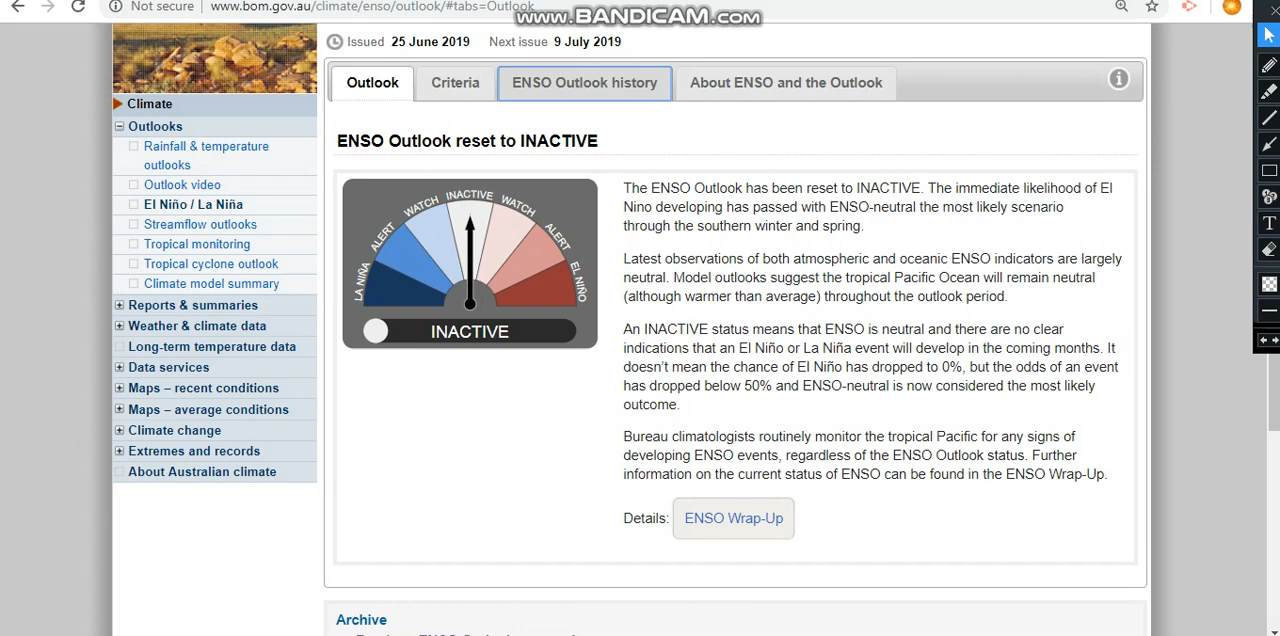 Not secure www.bom.gov.au/climate/enso/outlook/#tabs=Outlook
www.BANDICAM.com
Issued 25 June 2019 Next issue 9 July 2019
Outlook Criteria ENSO Outlook history About ENSO and the Outlook
Climate
Outlooks
Rainfall & temperature
outlooks
Outlook video
El Niño / La Niña
Streamflow outlooks
Tropical monitoring
Tropical cyclone outlook
Climate model summary
Reports & summaries
Weather & climate data
Long-term temperature data
Data services
Maps – recent conditions
Maps – average conditions
Climate change
Extremes and records
About Australian climate
ENSO Outlook reset to INACTIVE
LA NIÑA ALERT WATCH INACTIVE WATCH ALERT EL NIÑO
INACTIVE
The ENSO Outlook has been reset to INACTIVE. The immediate likelihood of El
Nino developing has passed with ENSO-neutral the most likely scenario
through the southern winter and spring.
Latest observations of both atmospheric and oceanic ENSO indicators are largely
neutral. Model outlooks suggest the tropical Pacific Ocean will remain neutral
(although warmer than average) throughout the outlook period.
An INACTIVE status means that ENSO is neutral and there are no clear
indications that an El Niño or La Niña event will develop in the coming months. It
doesn't mean the chance of El Niño has dropped to 0%, but the odds of an event
has dropped below 50% and ENSO-neutral is now considered the most likely
outcome.
Bureau climatologists routinely monitor the tropical Pacific for any signs of
developing ENSO events, regardless of the ENSO Outlook status. Further
information on the current status of ENSO can be found in the ENSO Wrap-Up.
Details: ENSO Wrap-Up
Archive